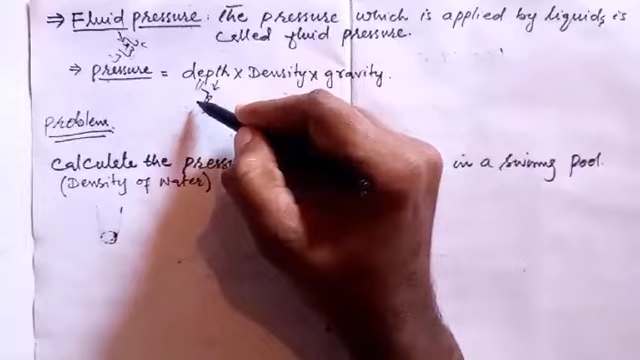 ⇒ Fluid pressure : The pressure which is applied by liquids is
called fluid pressure.
⇒ pressure = depth x Density x gravity.
problem
Calculate the in a pool.
(Density of water)